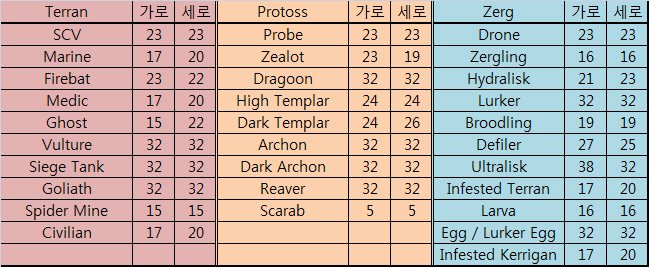 Terran 가로 세로 Protoss 가로 세로 Zerg 가로 세로
SCV 23 23 Probe 23 23 Drone 23 23
Marine 17 20 Zealot 23 19 Zergling 16 16
Firebat 23 22 Dragoon 32 32 Hydralisk 21 23
Medic 17 20 High Templar 24 24 Lurker 32 32
Ghost 15 22 Dark Templar 24 26 Broodling 19 19
Vulture 32 32 Archon 32 32 Defiler 27 25
Siege Tank 32 32 Dark Archon 32 32 Ultralisk 38 32
Goliath 32 32 Reaver 32 32 Infested Terran 17 20
Spider Mine 15 15 Scarab 5 5 Larva 16 16
Civilian 17 20 Egg / Lurker Egg 32 32
Infested Kerrigan 17 20